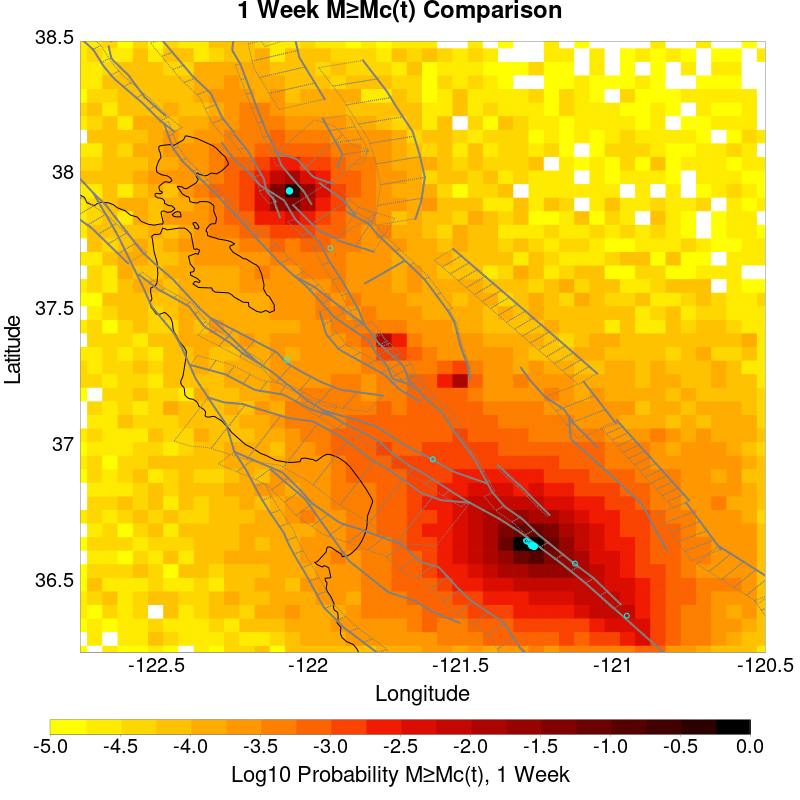 1 Week M≥Mc(t) Comparison
38.5
38
37.5
37
36.5
Latitude
-122.5 -122 -121.5 -121 -120.5
Longitude
-5.0 -4.5 -4.0 -3.5 -3.0 -2.5 -2.0 -1.5 -1.0 -0.5 0.0
Log10 Probability M≥Mc(t), 1 Week